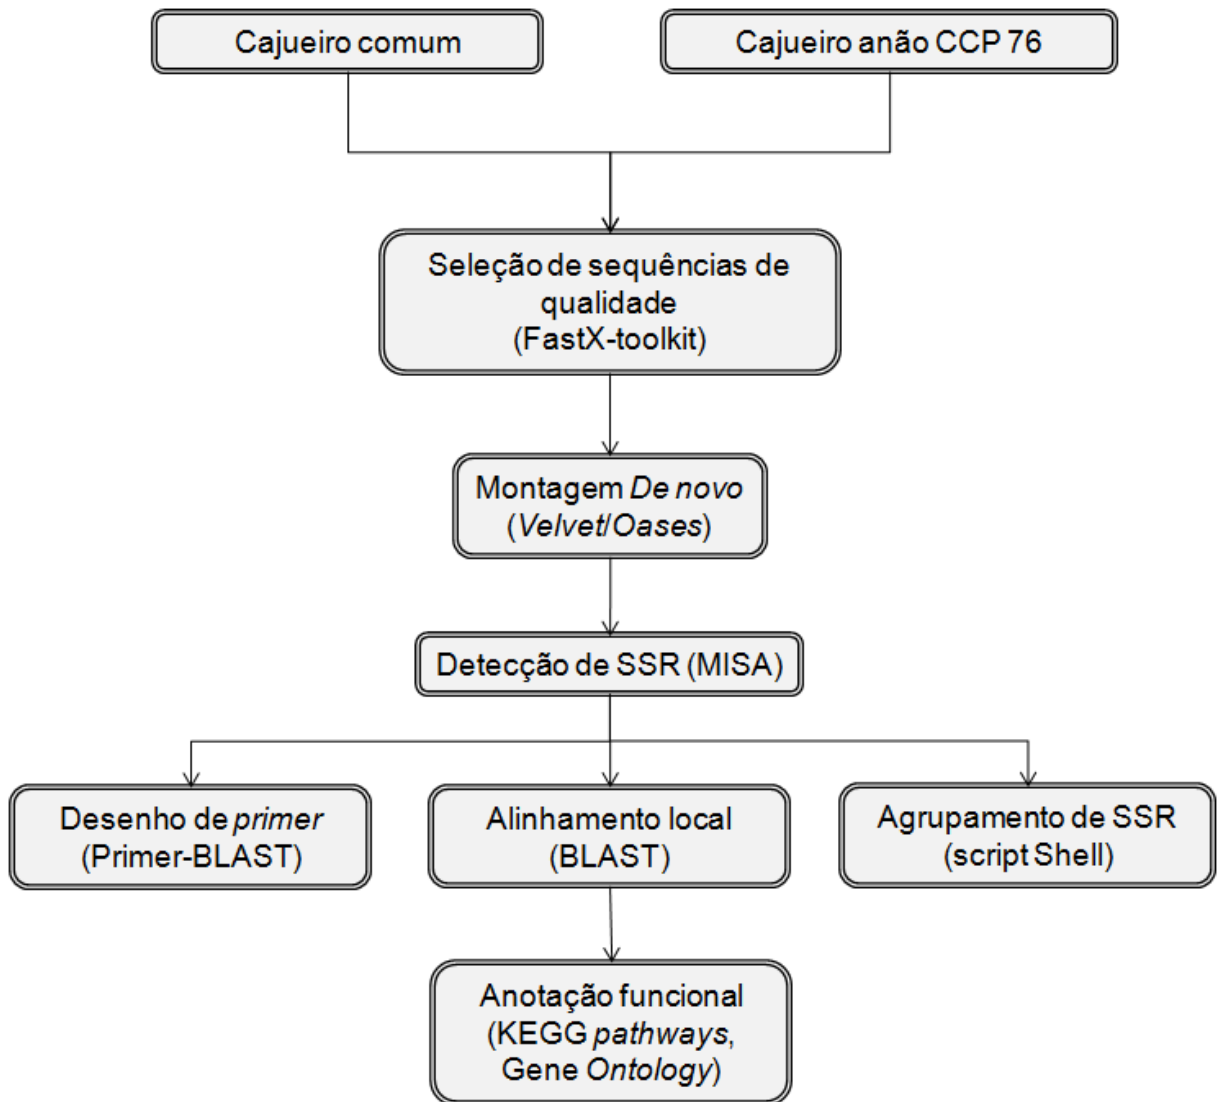 Cajueiro comum
Cajueiro anão CCP 76
Seleção de sequências de
qualidade
(FastX-toolkit)
Montagem De novo
(Velvet/Oases)
Detecção de SSR (MISA)
Desenho de primer
(Primer-BLAST)
Alinhamento local
(BLAST)
Agrupamento de SSR
(script Shell)
Anotação funcional
(KEGG pathways,
Gene Ontology)